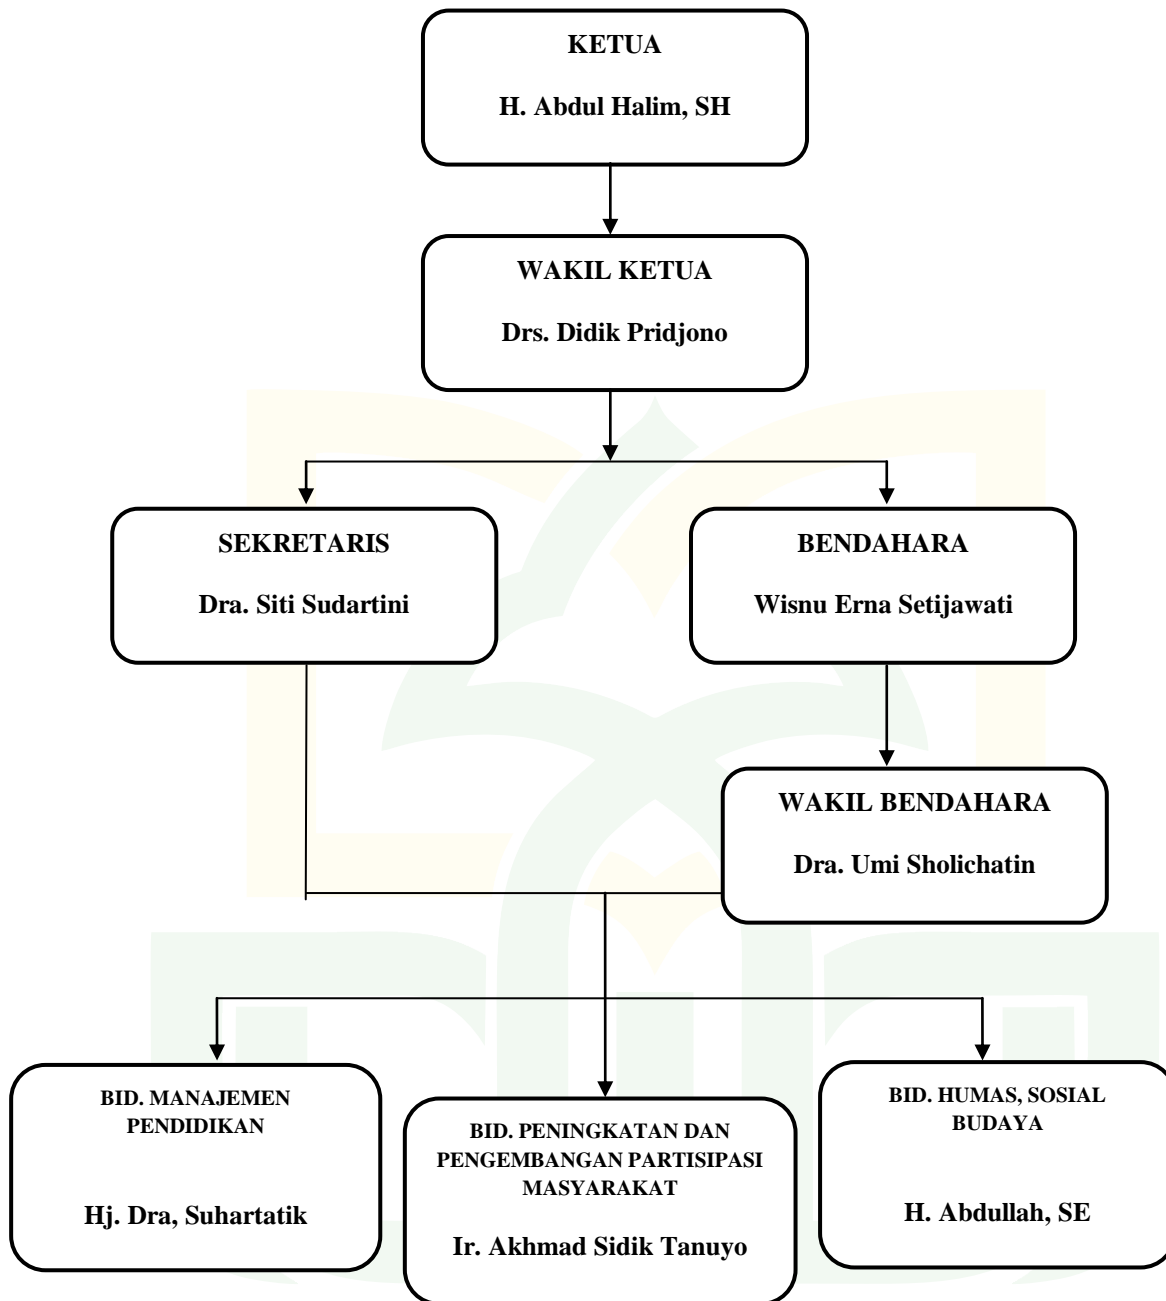 KETUA
H. Abdul Halim, SH
WAKIL KETUA
Drs. Didik Pridjono
SEKRETARIS
Dra. Siti Sudartini
BENDAHARA
Wisnu Erna Setijawati
WAKIL BENDAHARA
Dra. Umi Sholichatin
BID. MANAJEMEN
PENDIDIKAN
Hj. Dra, Suhartatik
BID. PENINGKATAN DAN
PENGEMBANGAN PARTISIPASI
MASYARAKAT
Ir. Akhmad Sidik Tanuyo
BID. HUMAS, SOSIAL
BUDAYA
H. Abdullah, SE